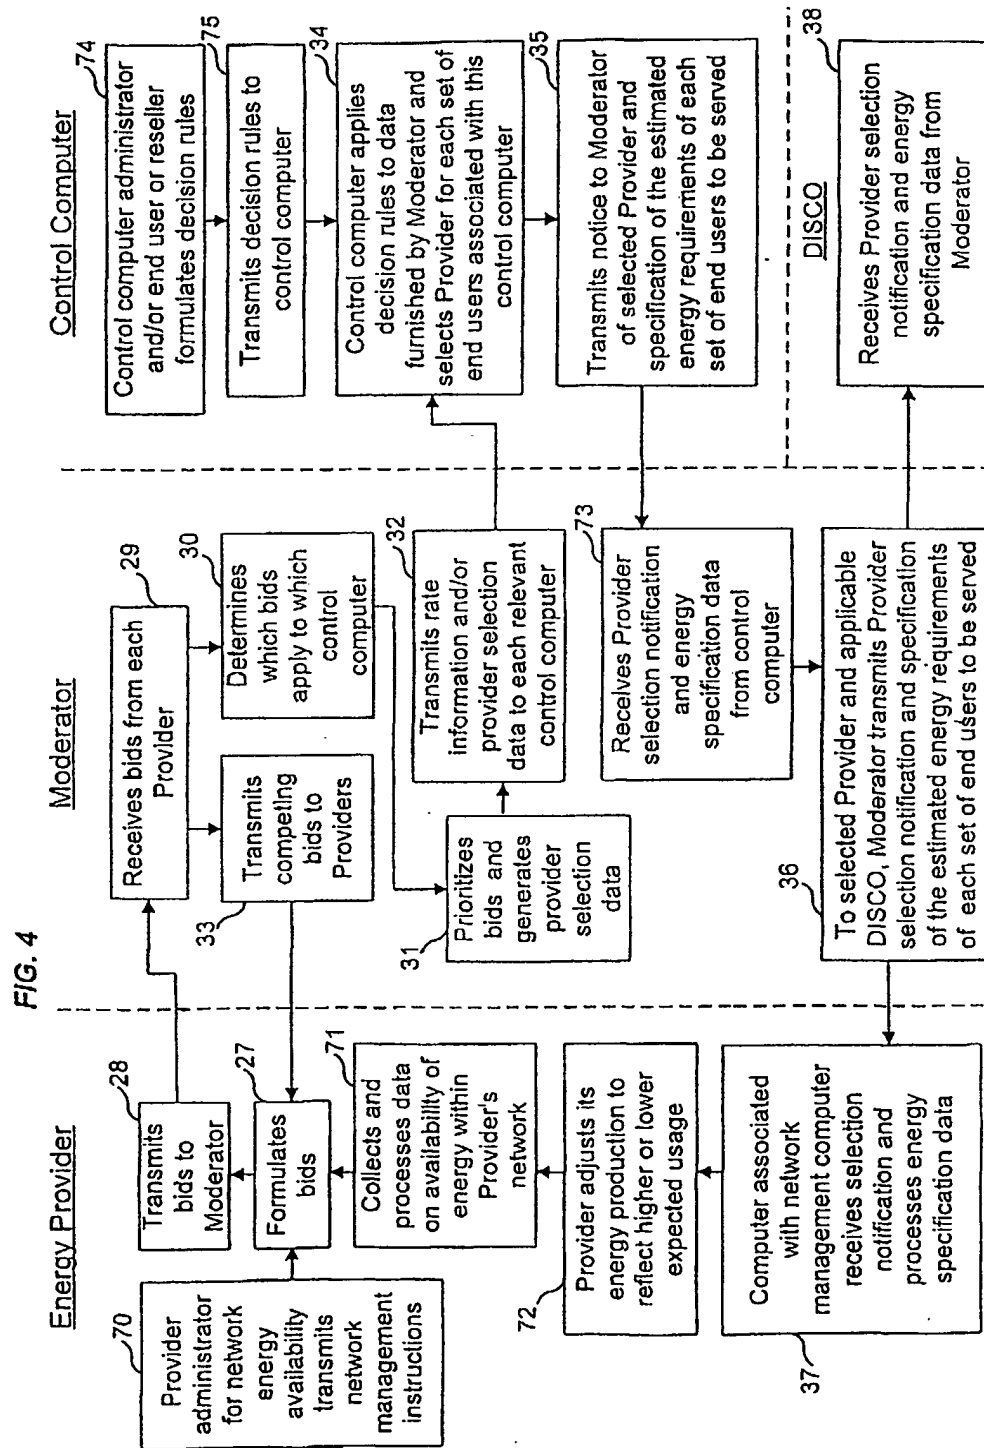 FIG. 4
Energy Provider
70
Provider
administrator
for network
energy
availability
transmits
network
management
instructions
28
Transmits
bids to
Moderator
27
Formulates
bids
71
Collects and
processes data
on availability of
energy within
Provider's
network
72
Provider adjusts its
energy production to
reflect higher or lower
expected usage
37
Computer associated
with network
management computer
receives selection
notification and
processes energy
specification data
Moderator
29
Receives bids from each
Provider
33
Transmits
competing
bids to
Providers
30
Determines
which bids
apply to which
control
computer
31
Prioritizes
bids and
generates
provider
selection
data
32
Transmits rate
information and/or
provider selection
data to each relevant
control computer
73
Receives Provider
selection notification
and energy
specification data
from control
computer
36
To selected Provider and applicable
DISCO, Moderator transmits Provider
selection notification and specification
of the estimated energy requirements
of each set of end users to be served
Control Computer
74
Control computer administrator
and/or end user or reseller
formulates decision rules
75
Transmits decision rules to
control computer
34
Control computer applies
decision rules to data
furnished by Moderator and
selects Provider for each set of
end users associated with this
control computer
35
Transmits notice to Moderator
of selected Provider and
specification of the estimated
energy requirements of each
set of end users to be served
DISCO
38
Receives Provider selection
notification and energy
specification data from
Moderator